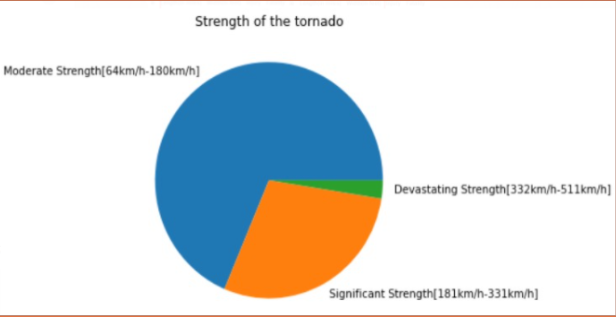 Strength of the tornado
Moderate Strength[64km/h-180km/h]
Devastating Strength[332km/h-511km/h]
Significant Strength[181km/h-331km/h]